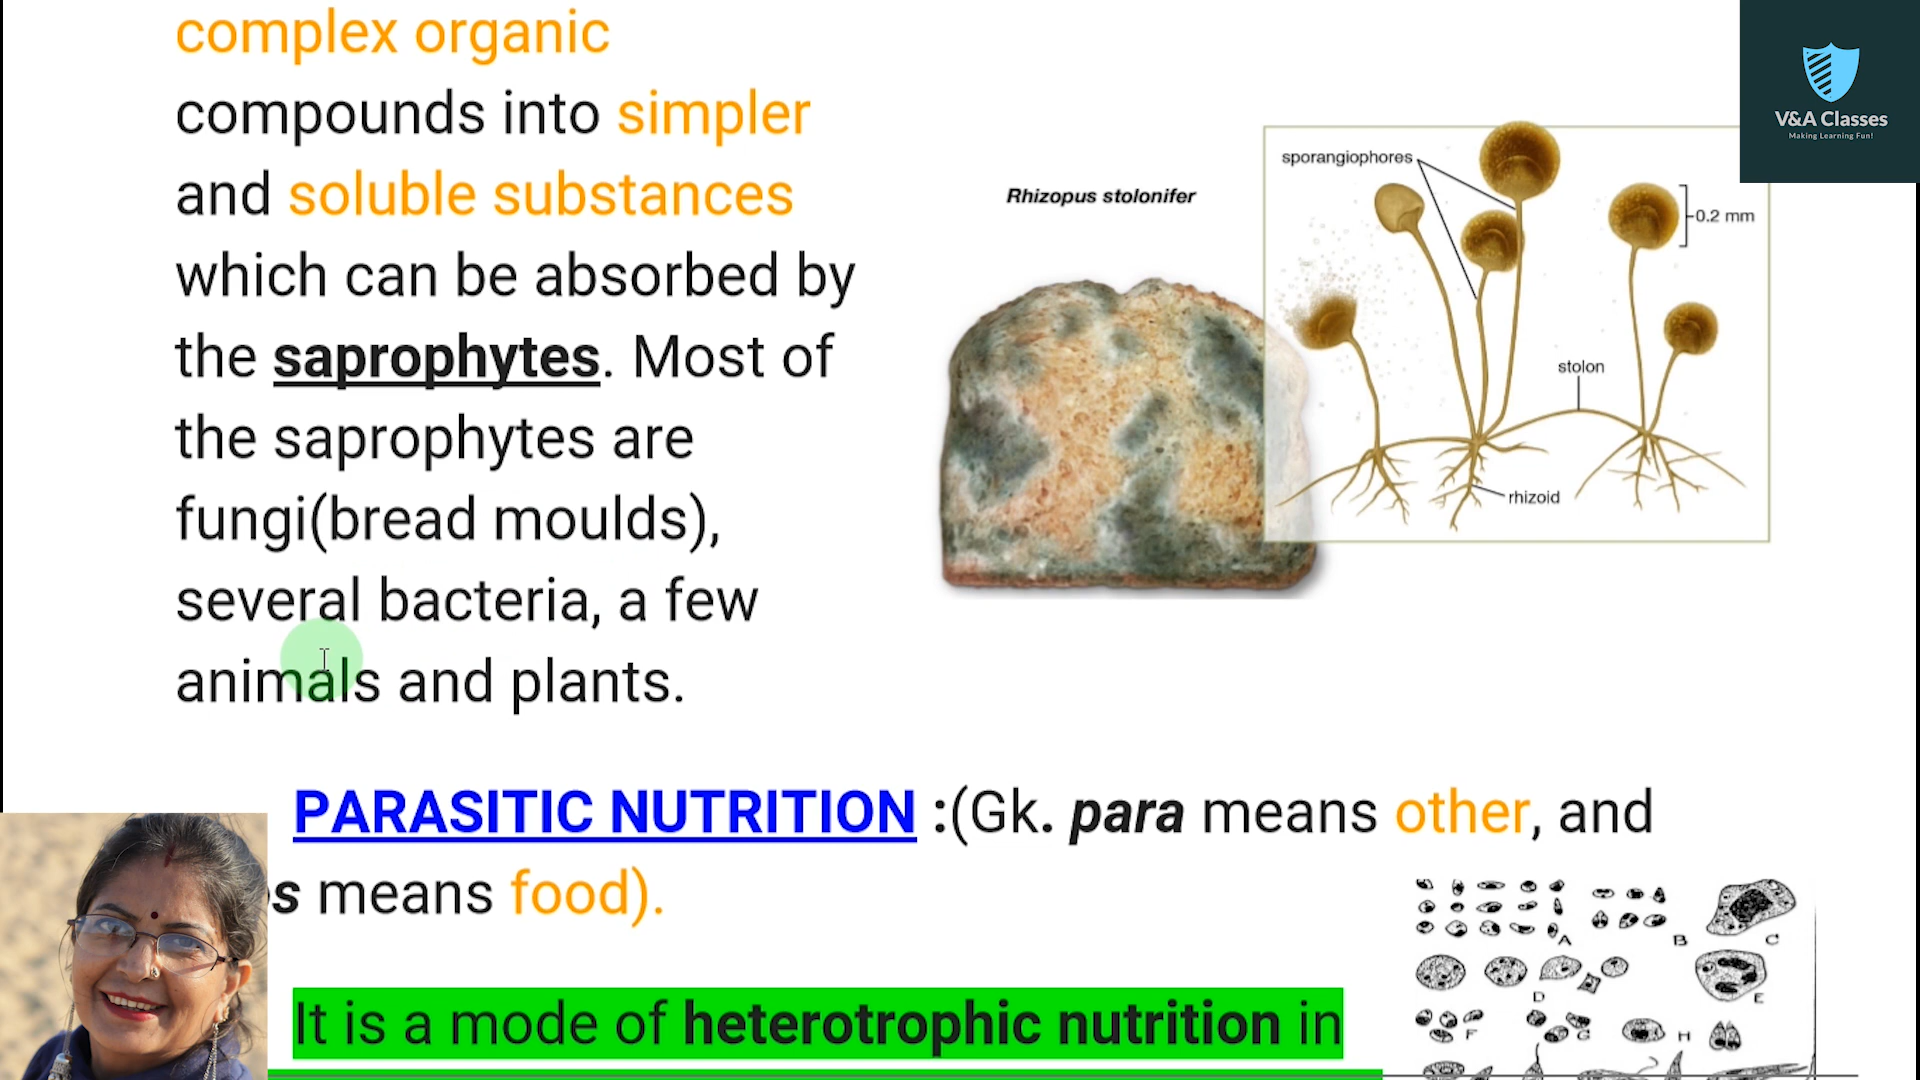 complex organic
compounds into simpler
and soluble substances
which can be absorbed by
the saprophytes. Most of
the saprophytes are
fungi(bread moulds),
several bacteria, a few
animals and plants.
V&A Classes
Making Learning Fun!
Rhizopus stolonifer
sporangiophores
0.2 mm
stolon
rhizoid
PARASITIC NUTRITION :(Gk. para means other, and
s means food).
It is a mode of heterotrophic nutrition in
A B C
D E
F G H